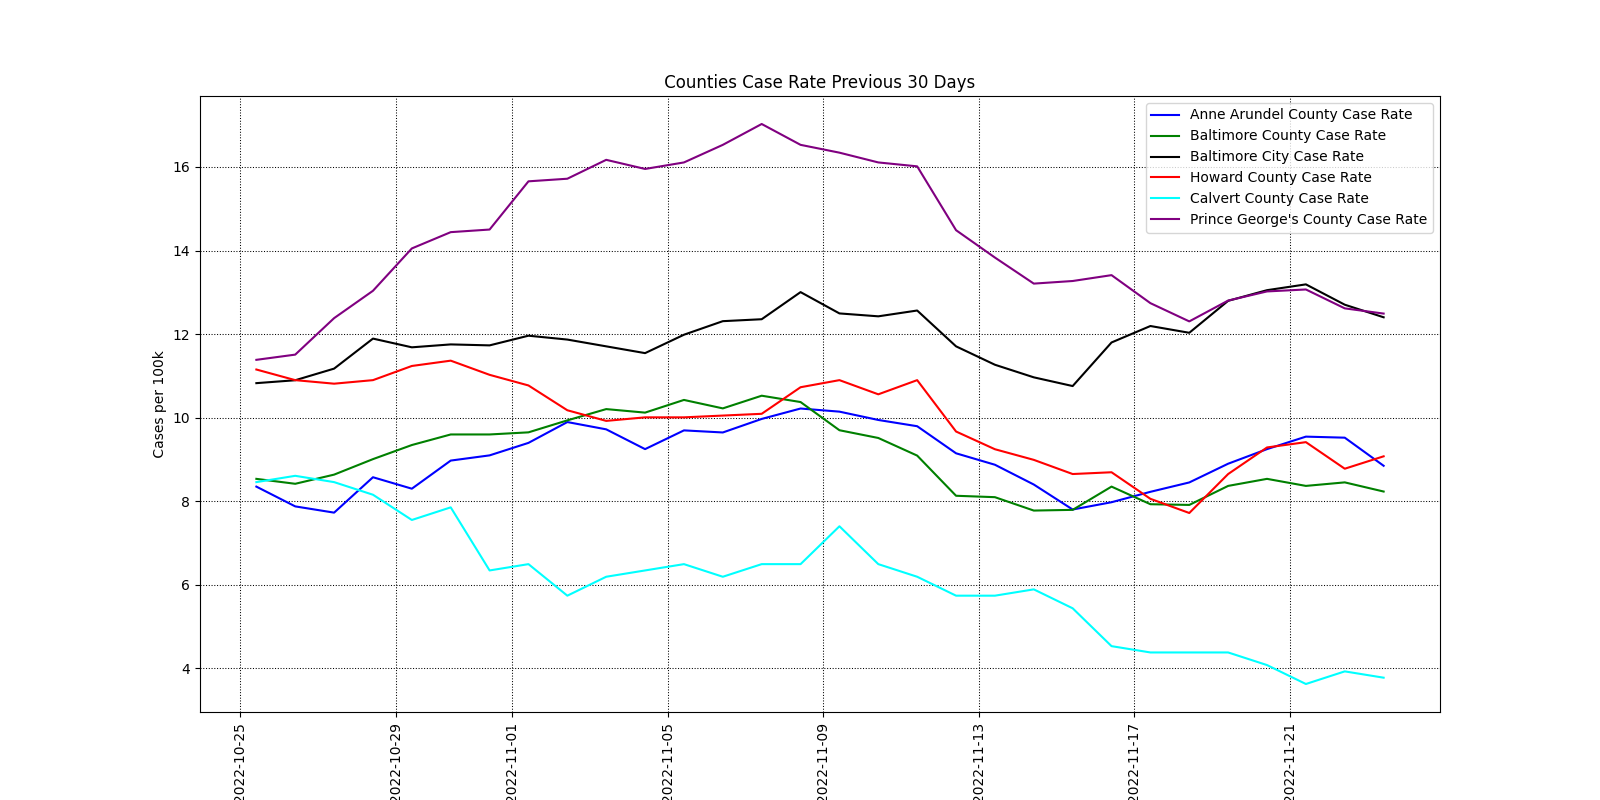 Counties Case Rate Previous 30 Days
Anne Arundel County Case Rate
Baltimore County Case Rate
Baltimore City Case Rate
Howard County Case Rate
Calvert County Case Rate
Prince George's County Case Rate
Cases per 100k
16
14
12
10
8
6
4
2022-10-25
2022-10-29
2022-11-01
2022-11-05
2022-11-09
2022-11-13
2022-11-17
2022-11-21